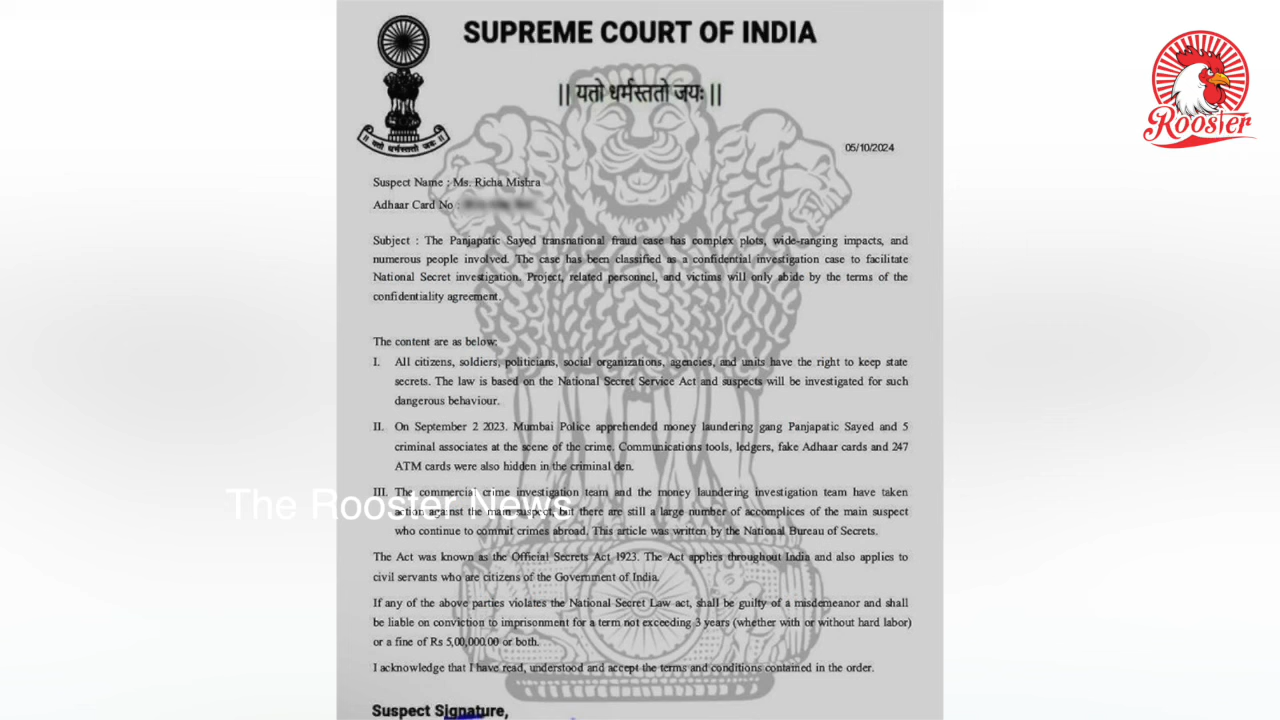 SUPREME COURT OF INDIA
|| यतो धर्मस्ततो जयः ||
|| यतो धर्मस्ततो जयः ||
Rooster
05/10/2024
Suspect Name : Ms. Richa Mishra
Adhaar Card No :
Subject : The Panjapatic Sayed transnational fraud case has complex plots, wide-ranging impacts, and
numerous people involved. The case has been classified as a confidential investigation case to facilitate
National Secret investigation. Project, related personnel, and victims will only abide by the terms of the
confidentiality agreement.
The content are as below:
I. All citizens, soldiers, politicians, social organizations, agencies, and units have the right to keep state
secrets. The law is based on the National Secret Service Act and suspects will be investigated for such
dangerous behaviour.
II. On September 2 2023. Mumbai Police apprehended money laundering gang Panjapatic Sayed and 5
criminal associates at the scene of the crime. Communications tools, ledgers, fake Adhaar cards and 247
ATM cards were also hidden in the criminal den.
III. The commercial crime investigation team and the money laundering investigation team have taken
The Rooster News
action against the main suspect, but there are still a large number of accomplices of the main suspect
who continue to commit crimes abroad. This article was written by the National Bureau of Secrets.
The Act was known as the Official Secrets Act 1923. The Act applies throughout India and also applies to
civil servants who are citizens of the Government of India.
If any of the above parties violates the National Secret Law act, shall be guilty of a misdemeanor and shall
be liable on conviction to imprisonment for a term not exceeding 3 years (whether with or without hard labor)
or a fine of Rs 5,00,000.00 or both.
I acknowledge that I have read, understood and accept the terms and conditions contained in the order.
Suspect Signature,